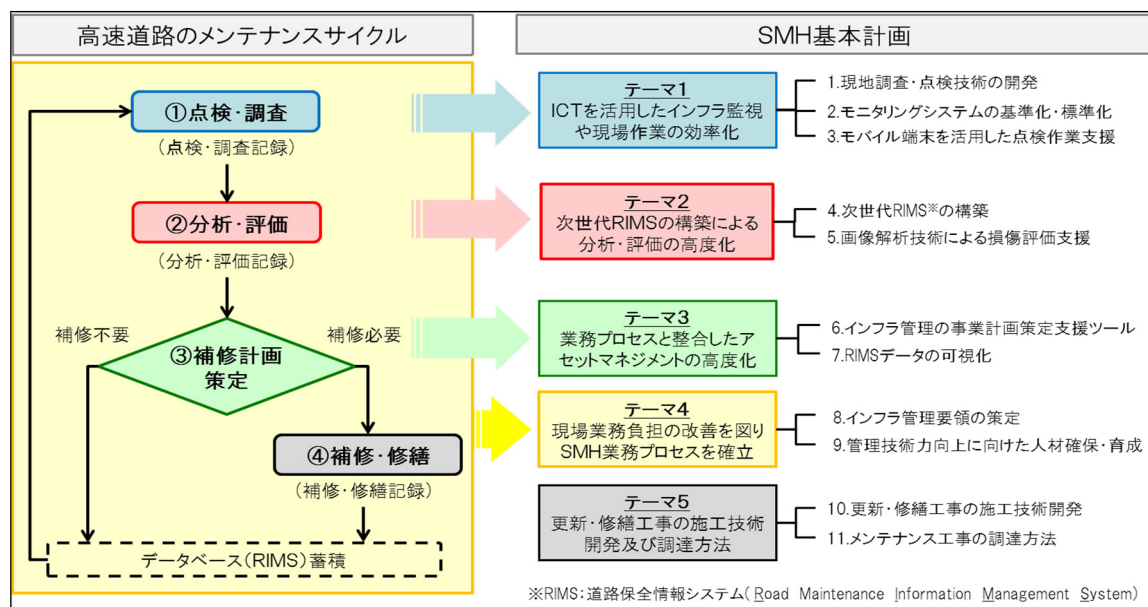 高速道路のメンテナンスサイクル
①点検・調査
(点検・調査記録)
②分析・評価
(分析・評価記録)
補修不要
補修必要
③補修計画
策定
④補修・修繕
(補修・修繕記録)
データベース(RIMS)蓄積
SMH基本計画
テーマ1
ICTを活用したインフラ監視
や現場作業の効率化
1.現地調査・点検技術の開発
2.モニタリングシステムの基準化・標準化
3.モバイル端末を活用した点検作業支援
テーマ2
次世代RIMSの構築による
分析・評価の高度化
4.次世代RIMS※の構築
5.画像解析技術による損傷評価支援
テーマ3
業務プロセスと整合したア
セットマネジメントの高度化
6.インフラ管理の事業計画策定支援ツール
7.RIMSデータの可視化
テーマ4
現場業務負担の改善を図り
SMH業務プロセスを確立
8.インフラ管理要領の策定
9.管理技術力向上に向けた人材確保・育成
テーマ5
更新・修繕工事の施工技術
開発及び調達方法
10.更新・修繕工事の施工技術開発
11.メンテナンス工事の調達方法
※RIMS:道路保全情報システム(Road Maintenance Information Management System)